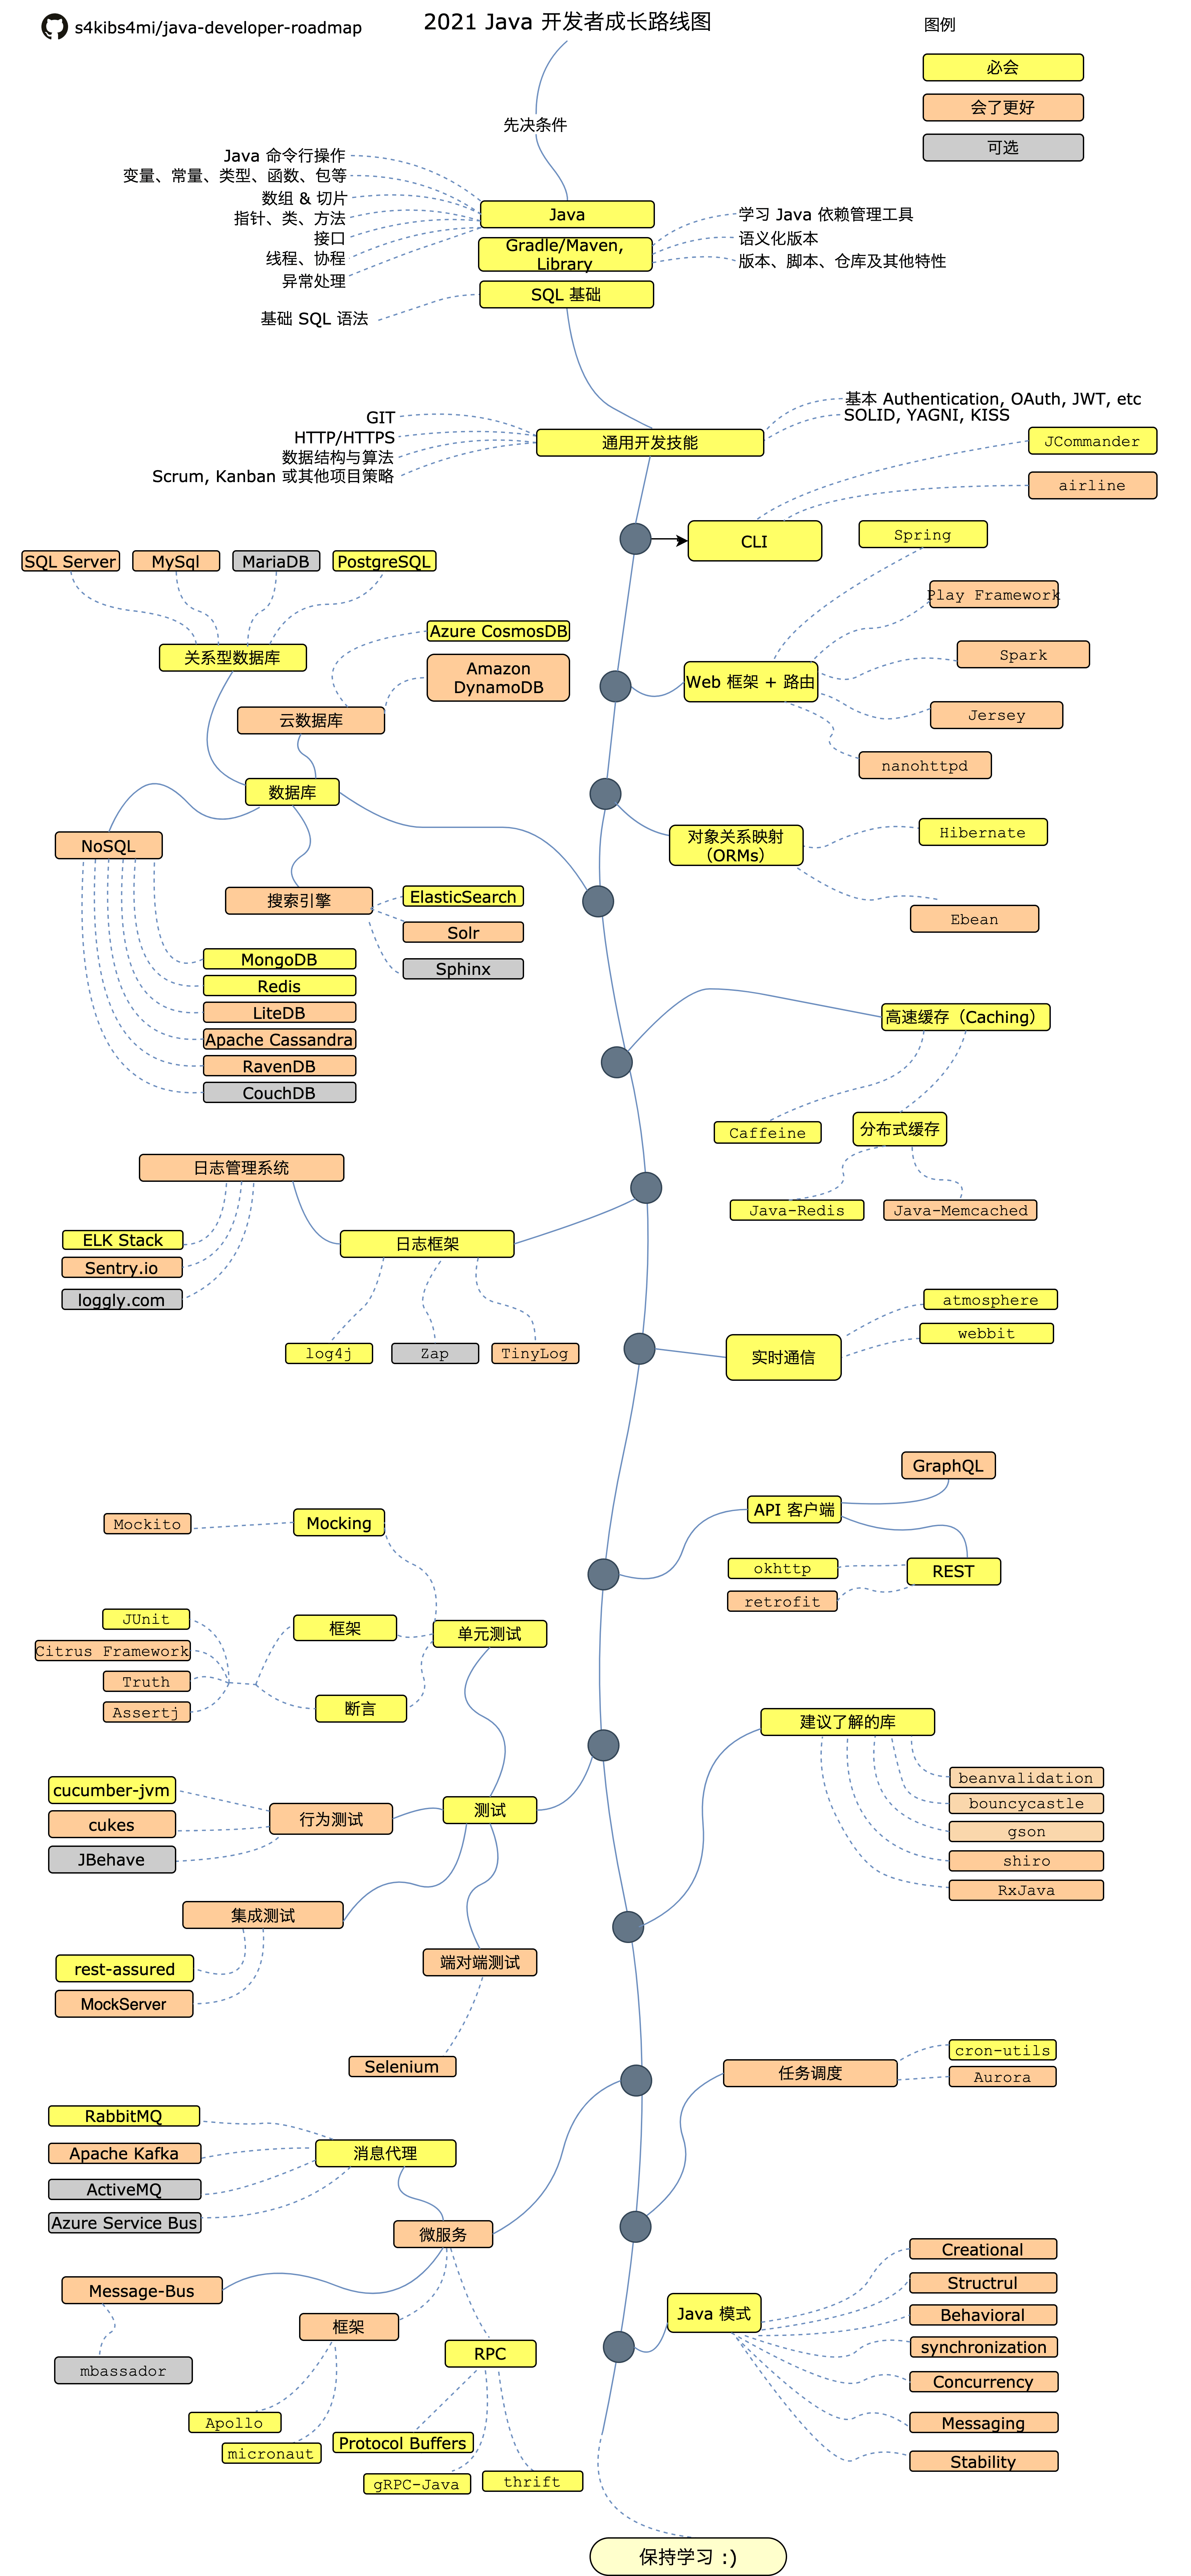 s4kibs4mi/java-developer-roadmap
2021 Java 开发者成长路线图
图例
必会
会了更好
可选
先决条件
Java 命令行操作
变量、常量、类型、函数、包等
数组 & 切片
指针、类、方法
接口
线程、协程
异常处理
Java
Gradle/Maven,
Library
SQL 基础
学习 Java 依赖管理工具
语义化版本
版本、脚本、仓库及其他特性
基础 SQL 语法
GIT
HTTP/HTTPS
数据结构与算法
Scrum, Kanban 或其他项目策略
通用开发技能
基本 Authentication, OAuth, JWT, etc
SOLID, YAGNI, KISS
JCommander
airline
CLI
Spring
Play Framework
Spark
Web 框架 + 路由
Jersey
nanohttpd
SQL Server
MySql
MariaDB
PostgreSQL
关系型数据库
Azure CosmosDB
Amazon
DynamoDB
云数据库
数据库
NoSQL
搜索引擎
ElasticSearch
Solr
Sphinx
MongoDB
Redis
LiteDB
Apache Cassandra
RavenDB
CouchDB
对象关系映射
（ORMs）
Hibernate
Ebean
高速缓存（Caching）
Caffeine
分布式缓存
Java-Redis
Java-Memcached
日志管理系统
ELK Stack
Sentry.io
loggly.com
日志框架
log4j
Zap
TinyLog
atmosphere
webbit
实时通信
GraphQL
API 客户端
okhttp
retrofit
REST
Mockito
Mocking
JUnit
Citrus Framework
Truth
Assertj
框架
单元测试
断言
建议了解的库
beanvalidation
bouncycastle
gson
shiro
RxJava
cucumber-jvm
cukes
JBehave
行为测试
测试
集成测试
rest-assured
MockServer
端对端测试
Selenium
任务调度
cron-utils
Aurora
RabbitMQ
Apache Kafka
ActiveMQ
Azure Service Bus
消息代理
微服务
Message-Bus
mbassador
框架
RPC
Apollo
micronaut
Protocol Buffers
gRPC-Java
thrift
Java 模式
Creational
Structrul
Behavioral
synchronization
Concurrency
Messaging
Stability
保持学习 :)